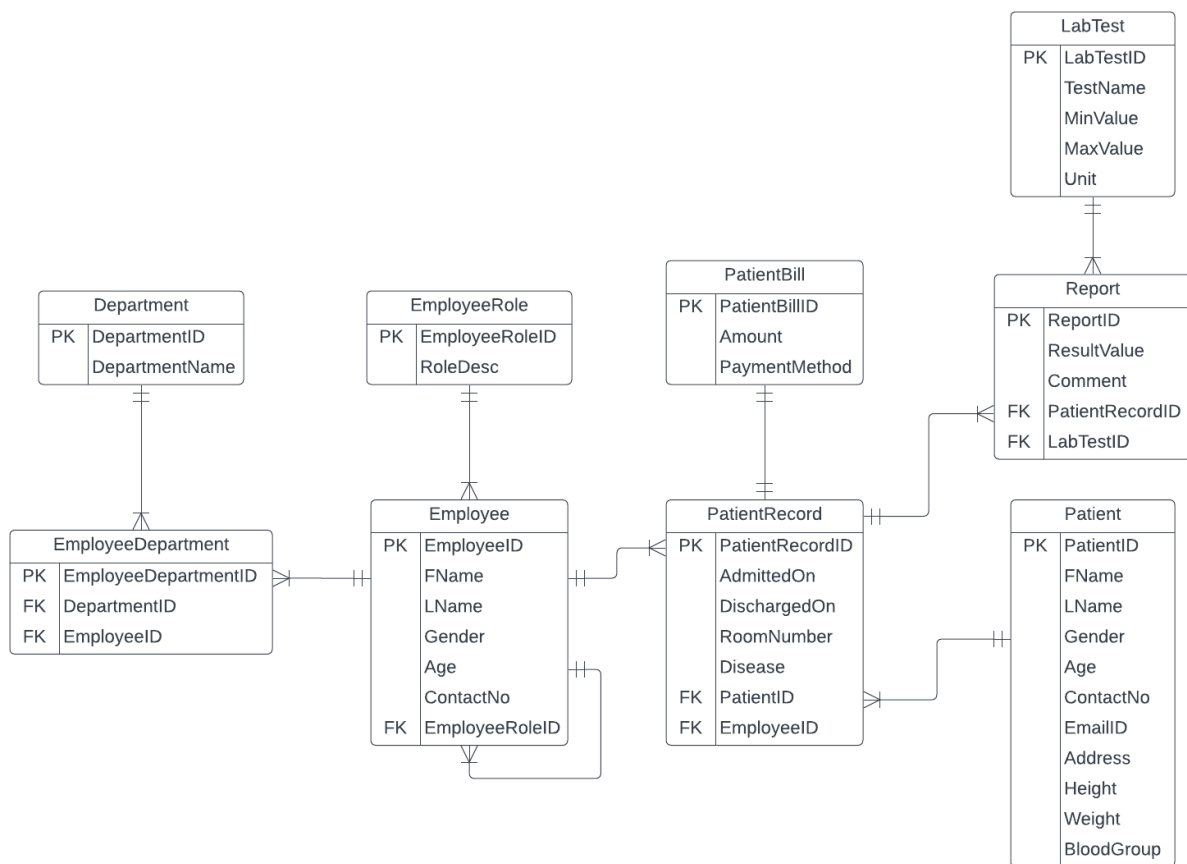 LabTest
PK LabTestID
TestName
MinValue
MaxValue
Unit
Department
PK DepartmentID
DepartmentName
EmployeeRole
PK EmployeeRoleID
RoleDesc
PatientBill
PK PatientBillID
Amount
PaymentMethod
Report
PK ReportID
ResultValue
Comment
FK PatientRecordID
FK LabTestID
EmployeeDepartment
PK EmployeeDepartmentID
FK DepartmentID
FK EmployeeID
Employee
PK EmployeeID
FName
LName
Gender
Age
ContactNo
FK EmployeeRoleID
PatientRecord
PK PatientRecordID
AdmittedOn
DischargedOn
RoomNumber
Disease
FK PatientID
FK EmployeeID
Patient
PK PatientID
FName
LName
Gender
Age
ContactNo
EmailID
Address
Height
Weight
BloodGroup